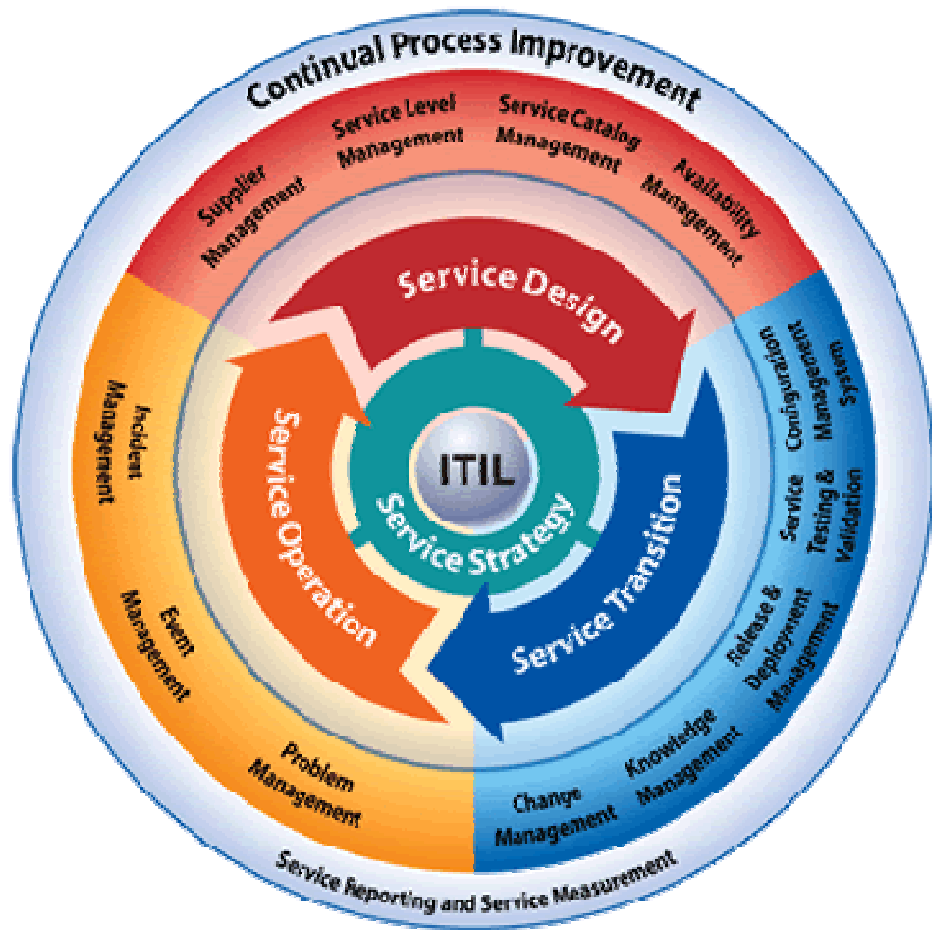 Continual Process Improvement
Supplier
Management
Service Level
Management
Service Catalog
Management
Availability
Management
Service Design
Configuration
Management
System
Service
Testing &
Validation
Release &
Deployment
Management
Knowledge
Management
Change
Management
Service Transition
Incident
Management
Event
Management
Problem
Management
Service Operation
ITIL
Service Strategy
Service Reporting and Service Measurement